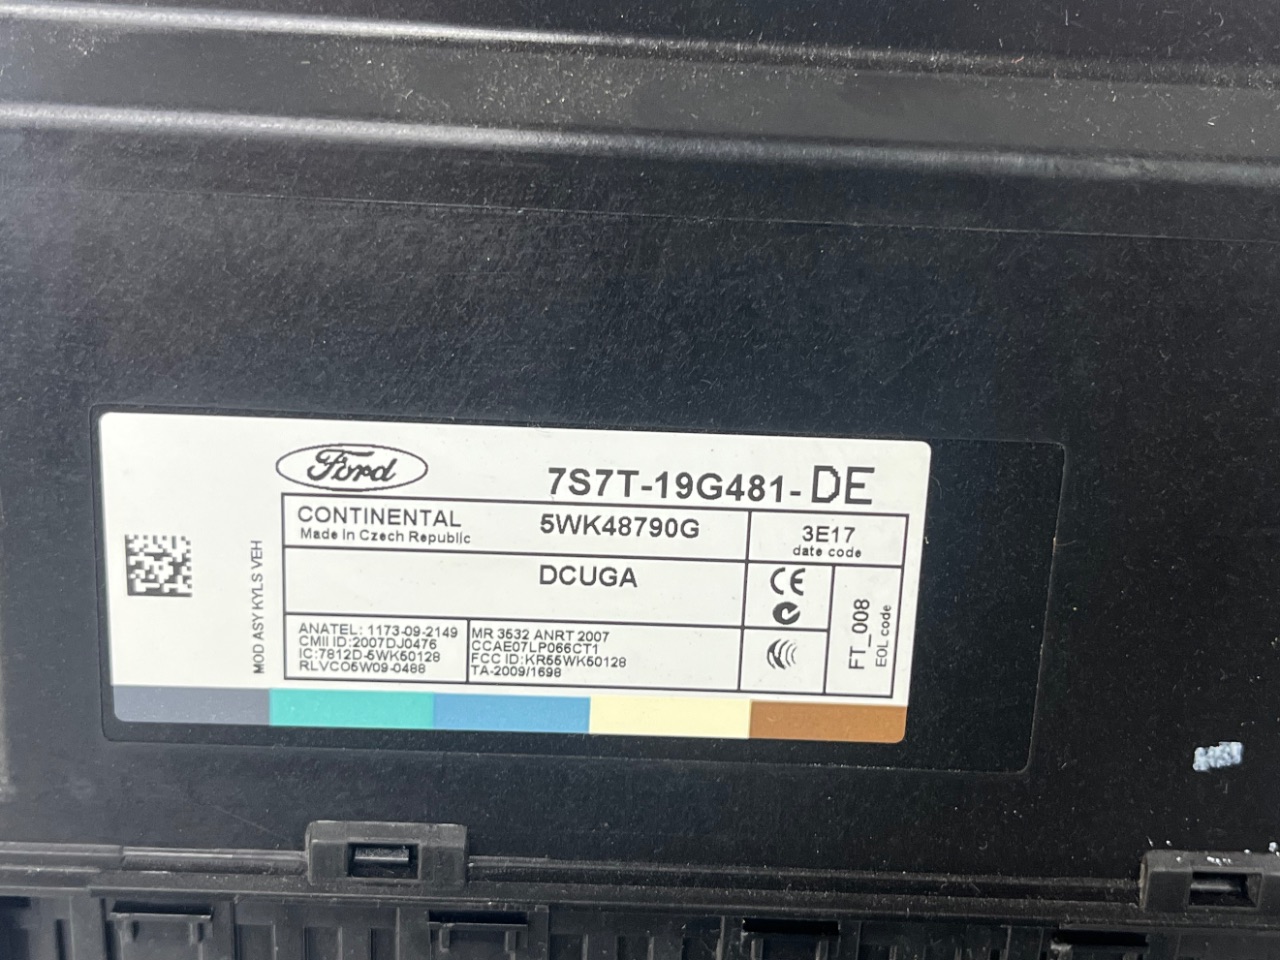 Ford
7S7T-19G481-DE
CONTINENTAL
Made In Czech Republic
5WK48790G
3E17
date code
DCUGA
CE
FT_008
EOL code
ANATEL: 1173-09-2149
CMII ID:2007DJ0476
IC:7812D-5WK50128
RLVCO5W09-0488
MR 3532 ANRT 2007
CCAE07LP066CT1
FCC ID:KR55WK50128
TA-2009/1698
MOD ASY KYLS VEH